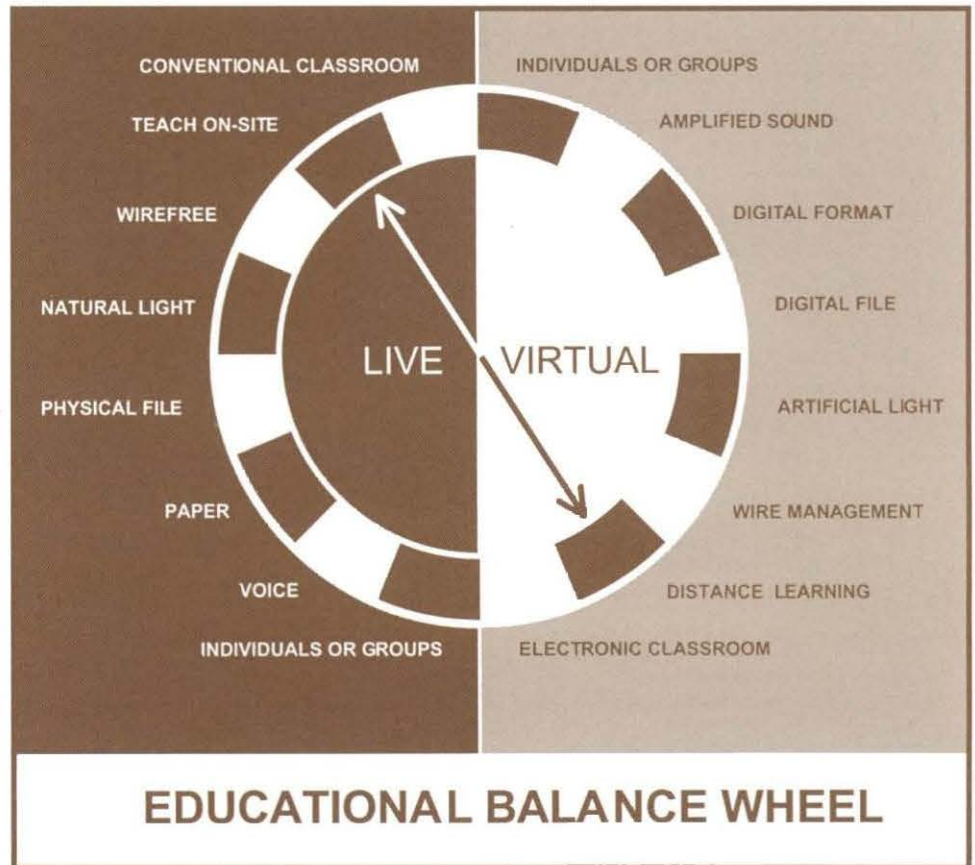 CONVENTIONAL CLASSROOM
TEACH ON-SITE
WIREFREE
NATURAL LIGHT
PHYSICAL FILE
PAPER
VOICE
INDIVIDUALS OR GROUPS
LIVE
VIRTUAL
INDIVIDUALS OR GROUPS
AMPLIFIED SOUND
DIGITAL FORMAT
DIGITAL FILE
ARTIFICIAL LIGHT
WIRE MANAGEMENT
DISTANCE LEARNING
ELECTRONIC CLASSROOM
EDUCATIONAL BALANCE WHEEL